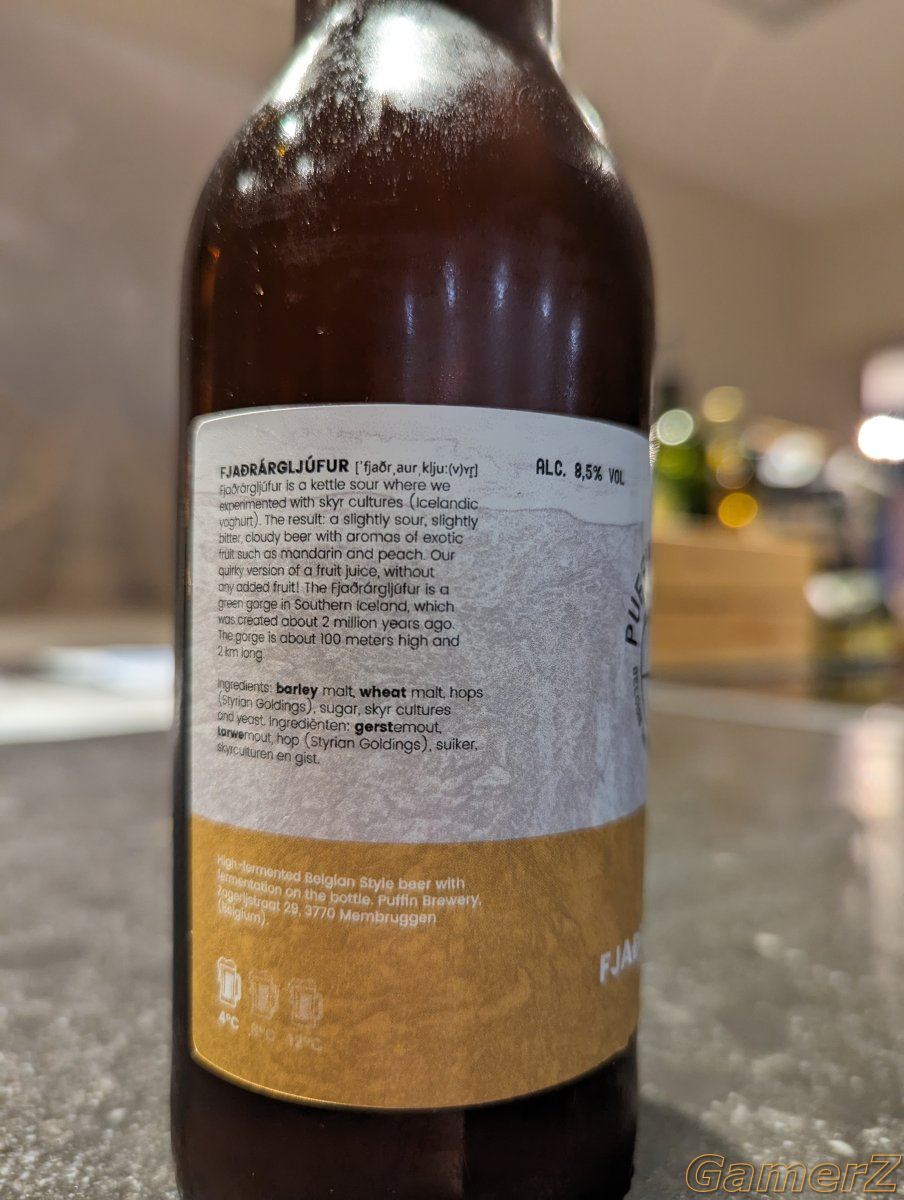 FJAÐRÁRGLJÚFUR ['fjaðr̥ˌaur̥ˌkljuː(v)ʏr̥]
ALC. 8,5% VOL
Fjaðrárgljúfur is a kettle sour where we
experimented with skyr cultures (Icelandic
yoghurt). The result: a slightly sour, slightly
bitter, cloudy beer with aromas of exotic
fruit such as mandarin and peach. Our
quirky version of a fruit juice, without
any added fruit! The Fjaðrárgljúfur is a
green gorge in Southern Iceland, which
was created about 2 million years ago.
The gorge is about 100 meters high and
2 km long
Ingredients: barley malt, wheat malt, hops
(Styrian Goldings), sugar, skyr cultures
and yeast. Ingrediënten: gerstemout,
tarwemout, hop (Styrian Goldings), suiker,
skyrculturen en gist.
High-fermented Belgian Style beer with
fermentation on the bottle. Puffin Brewery,
Zagerijstraat 29, 3770 Membruggen
(Belgium).
4°C 8°C 12°C
PUF
FJAÐ
GamerZ